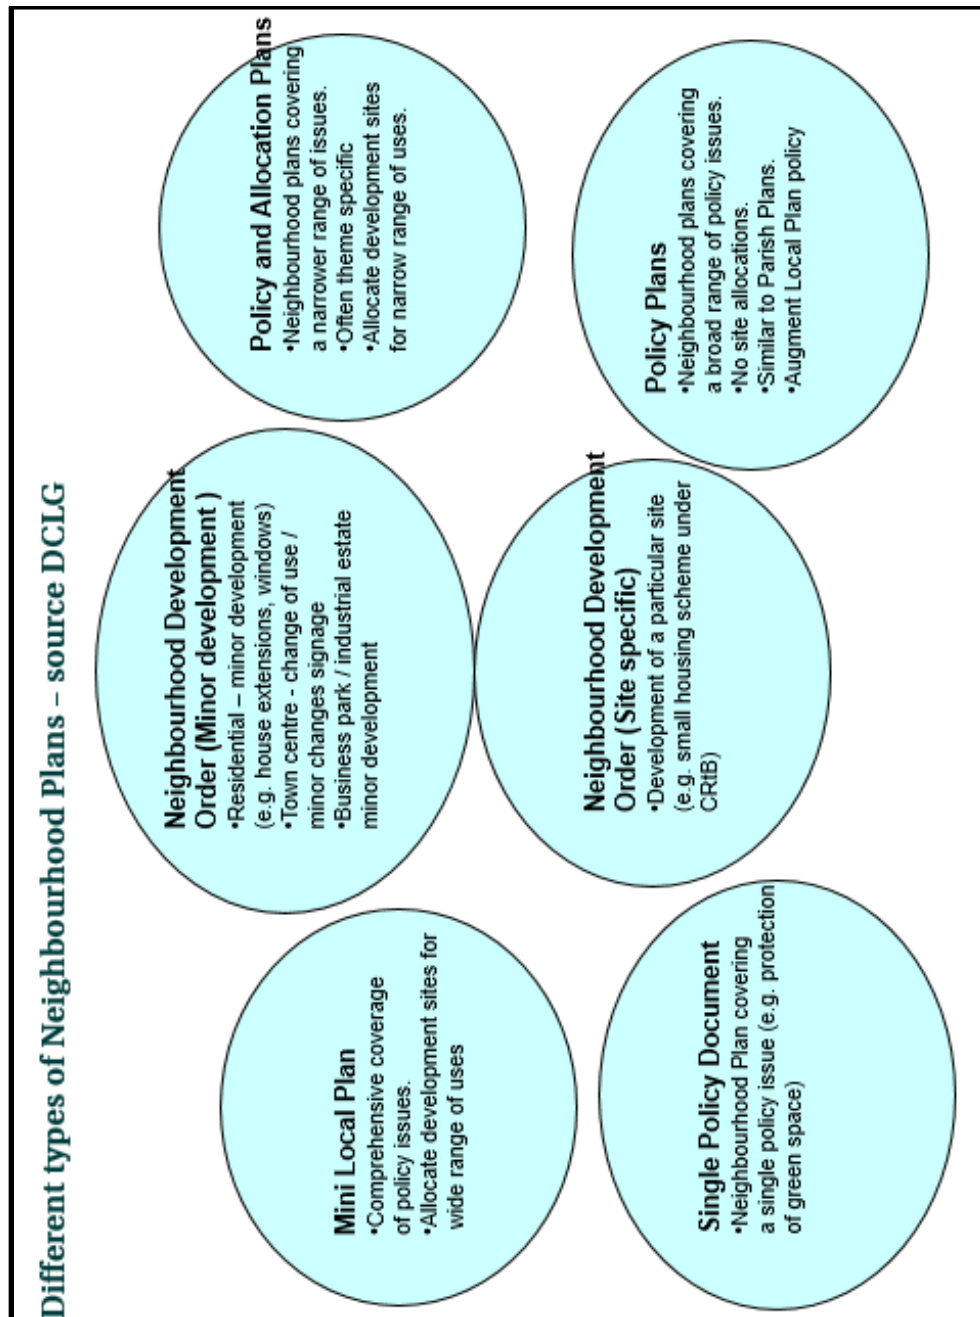 Different types of Neighbourhood Plans – source DCLG
Mini Local Plan
•Comprehensive coverage
of policy issues.
•Allocate development sites for
wide range of uses
Neighbourhood Development
Order (Minor development )
•Residential – minor development
(e.g. house extensions, windows)
•Town centre - change of use /
minor changes signage
•Business park / industrial estate
minor development
Policy and Allocation Plans
•Neighbourhood plans covering
a narrower range of issues.
•Often theme specific
•Allocate development sites
for narrow range of uses.
Single Policy Document
•Neighbourhood Plan covering
a single policy issue (e.g. protection
of green space)
Neighbourhood Development
Order (Site specific)
•Development of a particular site
(e.g. small housing scheme under
CRtB)
Policy Plans
•Neighbourhood plans covering
a broad range of policy issues.
•No site allocations.
•Similar to Parish Plans.
•Augment Local Plan policy